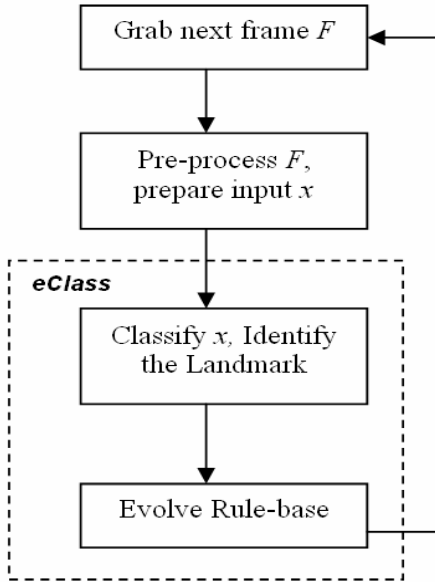 Grab next frame F
Pre-process F,
prepare input x
eClass
Classify x, Identify
the Landmark
Evolve Rule-base